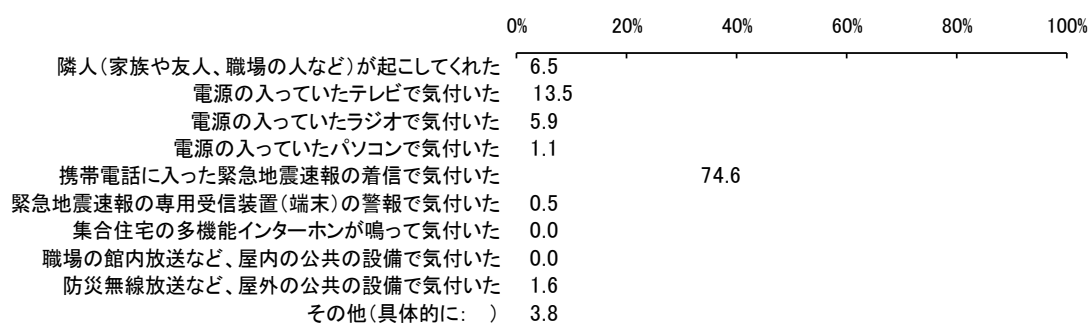 0% 20% 40% 60% 80% 100%
隣人(家族や友人、職場の人など)が起こしてくれた 6.5
電源の入っていたテレビで気付いた 13.5
電源の入っていたラジオで気付いた 5.9
電源の入っていたパソコンで気付いた 1.1
携帯電話に入った緊急地震速報の着信で気付いた 74.6
緊急地震速報の専用受信装置(端末)の警報で気付いた 0.5
集合住宅の多機能インターホンが鳴って気付いた 0.0
職場の館内放送など、屋内の公共の設備で気付いた 0.0
防災無線放送など、屋外の公共の設備で気付いた 1.6
その他(具体的に: ) 3.8